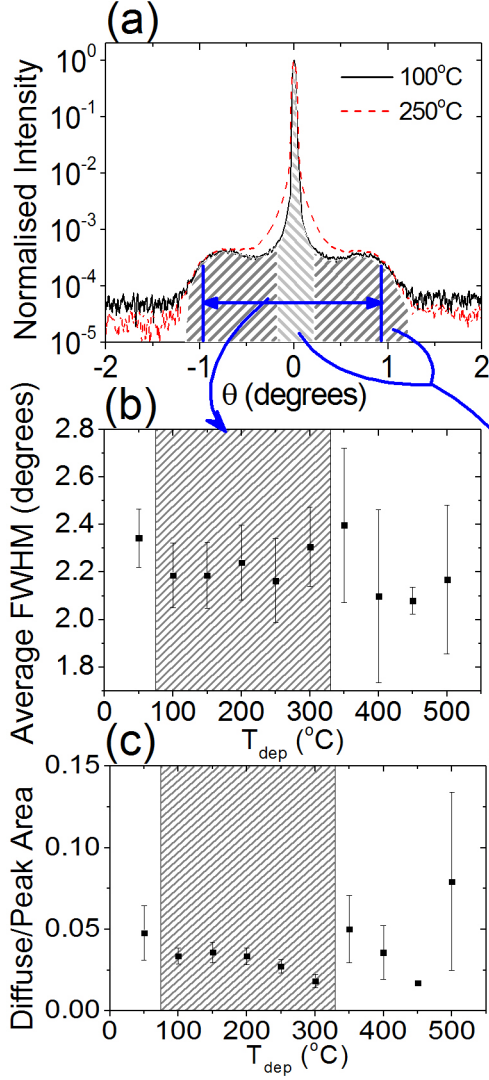 (a)
Normalised Intensity
10⁰
10⁻¹
10⁻²
10⁻³
10⁻⁴
10⁻⁵
100°C
250°C
-2 -1 0 1 2
θ (degrees)
(b)
Average FWHM (degrees)
2.8
2.6
2.4
2.2
2.0
1.8
0 100 200 300 400 500
T_dep (°C)
(c)
Diffuse/Peak Area
0.15
0.10
0.05
0.00
0 100 200 300 400 500
T_dep (°C)